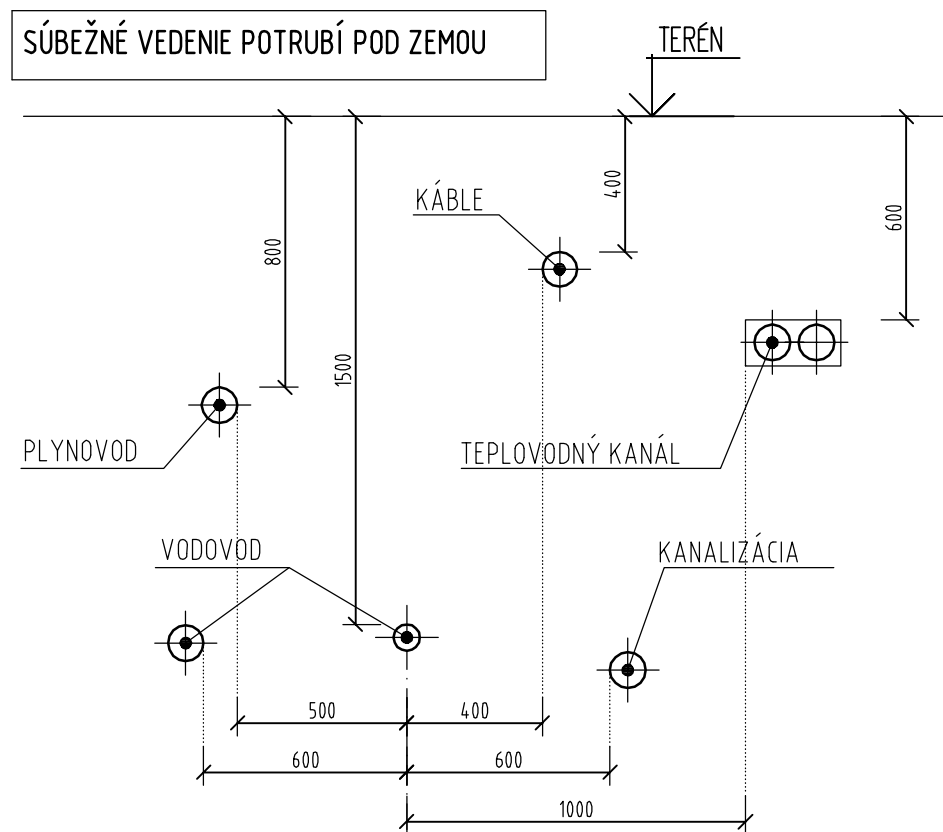 SÚBEŽNÉ VEDENIE POTRUBÍ POD ZEMOU
TERÉN
400
KÁBLE
600
800
1500
PLYNOVOD
TEPLOVODNÝ KANÁL
VODOVOD
KANALIZÁCIA
500
400
600
600
1000